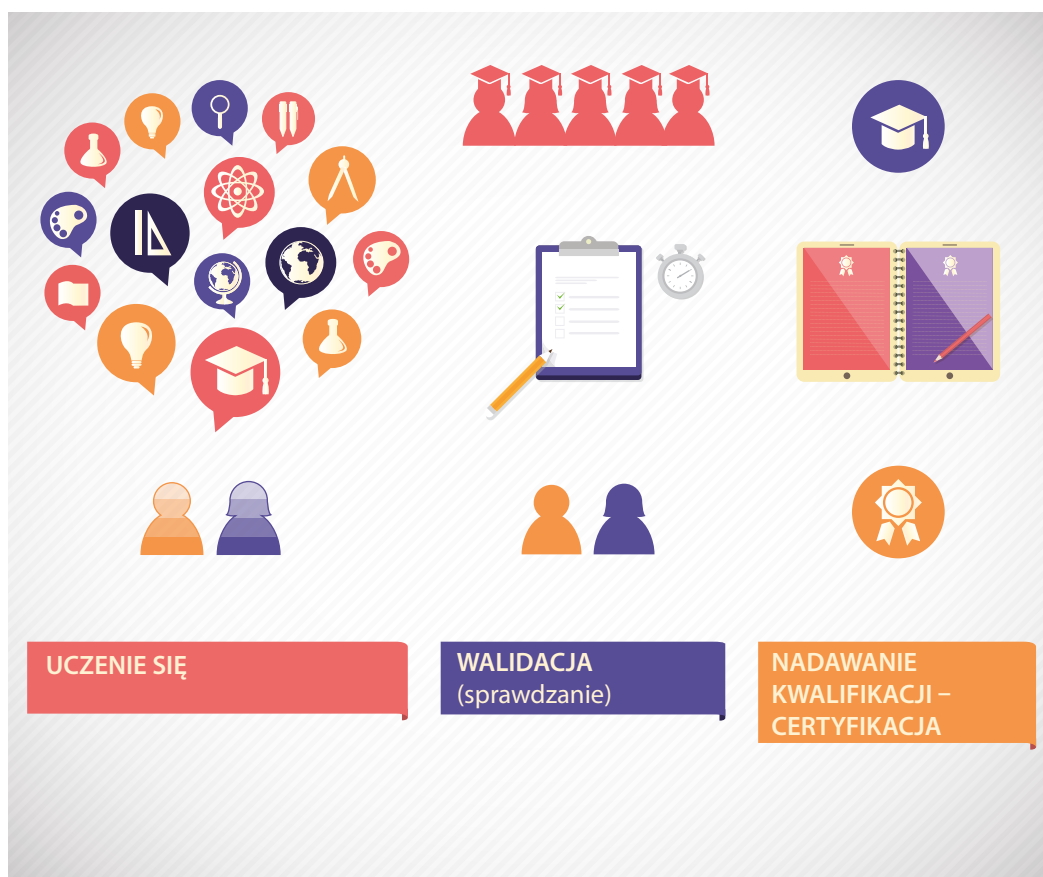 UCZENIE SIĘ
WALIDACJA
(sprawdzanie)
NADAWANIE
KWALIFIKACJI –
CERTYFIKACJA